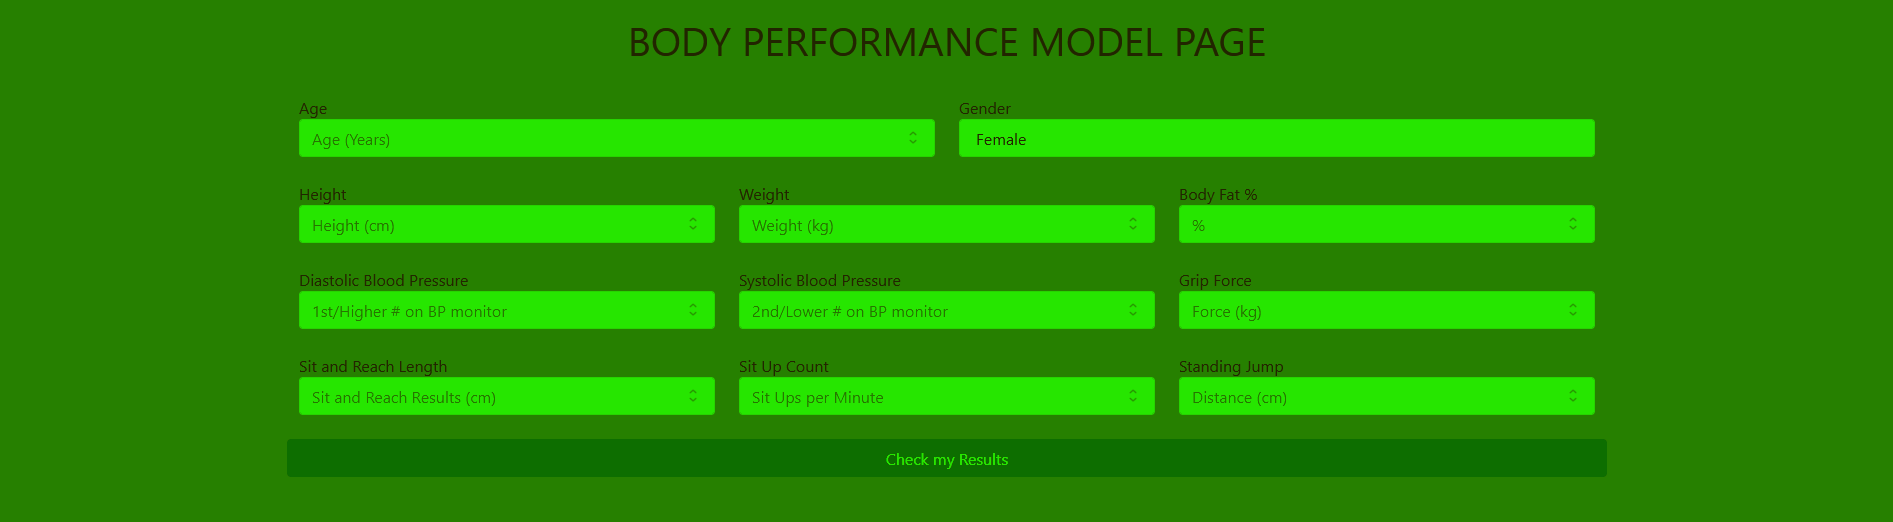 BODY PERFORMANCE MODEL PAGE
Age Gender
Age (Years) Female
Height Weight Body Fat %
Height (cm) Weight (kg) %
Diastolic Blood Pressure Systolic Blood Pressure Grip Force
1st/Higher # on BP monitor 2nd/Lower # on BP monitor Force (kg)
Sit and Reach Length Sit Up Count Standing Jump
Sit and Reach Results (cm) Sit Ups per Minute Distance (cm)
Check my Results